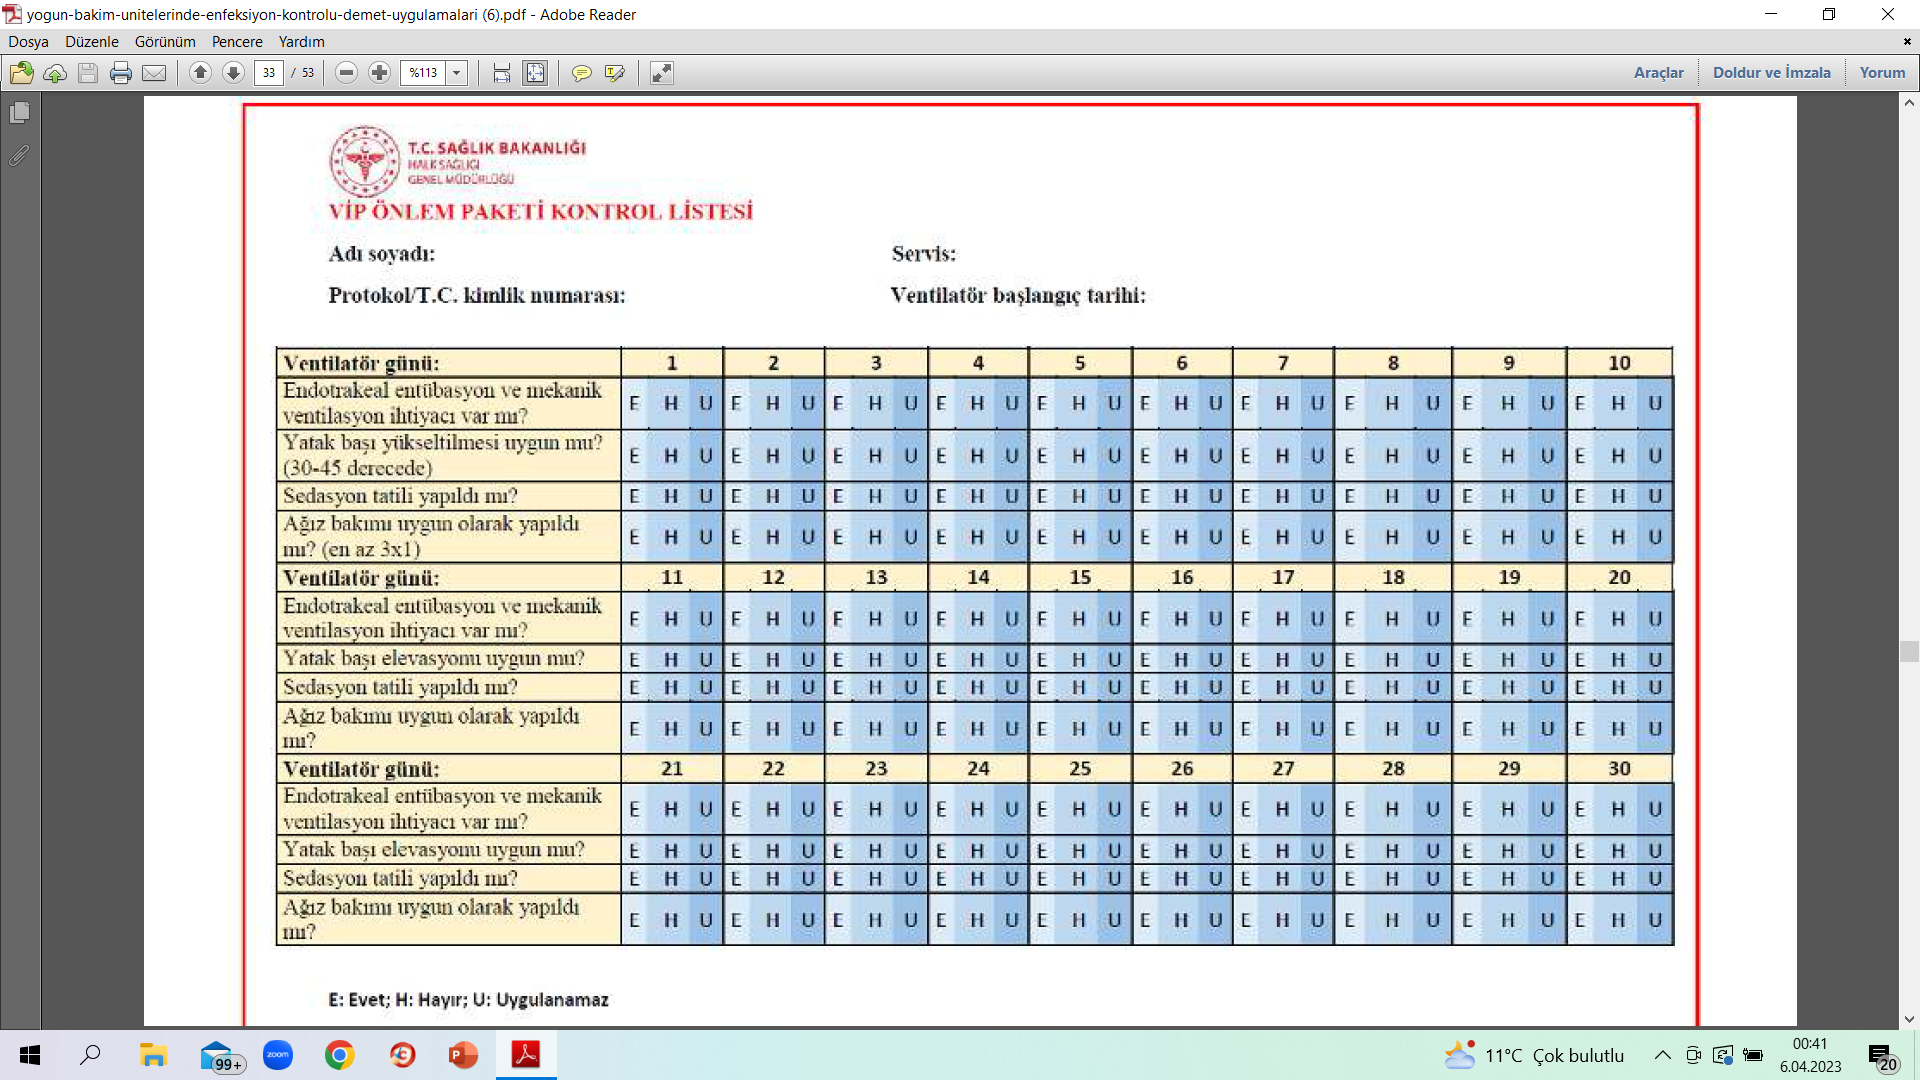 yogun-bakim-unitelerinde-enfeksiyon-kontrolu-demet-uygulamalari (6).pdf - Adobe Reader
Dosya Düzenle Görünüm Pencere Yardım
33 / 53 %113 Araçlar Doldur ve İmzala Yorum
T.C. SAĞLIK BAKANLIĞI
HALK SAĞLIĞI
GENEL MÜDÜRLÜĞÜ
VİP ÖNLEM PAKETİ KONTROL LİSTESİ
Adı soyadı: Servis:
Protokol/T.C. kimlik numarası: Ventilatör başlangıç tarihi:
Ventilatör günü: 1 2 3 4 5 6 7 8 9 10
Endotrakeal entübasyon ve mekanik
ventilasyon ihtiyacı var mı? E H U E H U E H U E H U E H U E H U E H U E H U E H U E H U
Yatak başı yükseltilmesi uygun mu?
(30-45 derecede) E H U E H U E H U E H U E H U E H U E H U E H U E H U E H U
Sedasyon tatili yapıldı mı? E H U E H U E H U E H U E H U E H U E H U E H U E H U E H U
Ağız bakımı uygun olarak yapıldı
mı? (en az 3x1) E H U E H U E H U E H U E H U E H U E H U E H U E H U E H U
Ventilatör günü: 11 12 13 14 15 16 17 18 19 20
Endotrakeal entübasyon ve mekanik
ventilasyon ihtiyacı var mı? E H U E H U E H U E H U E H U E H U E H U E H U E H U E H U
Yatak başı elevasyonu uygun mu? E H U E H U E H U E H U E H U E H U E H U E H U E H U E H U
Sedasyon tatili yapıldı mı? E H U E H U E H U E H U E H U E H U E H U E H U E H U E H U
Ağız bakımı uygun olarak yapıldı
mı? E H U E H U E H U E H U E H U E H U E H U E H U E H U E H U
Ventilatör günü: 21 22 23 24 25 26 27 28 29 30
Endotrakeal entübasyon ve mekanik
ventilasyon ihtiyacı var mı? E H U E H U E H U E H U E H U E H U E H U E H U E H U E H U
Yatak başı elevasyonu uygun mu? E H U E H U E H U E H U E H U E H U E H U E H U E H U E H U
Sedasyon tatili yapıldı mı? E H U E H U E H U E H U E H U E H U E H U E H U E H U E H U
Ağız bakımı uygun olarak yapıldı
mı? E H U E H U E H U E H U E H U E H U E H U E H U E H U E H U
E: Evet; H: Hayır; U: Uygulanamaz
99+ zoom 11°C Çok bulutlu 00:41
6.04.2023 20